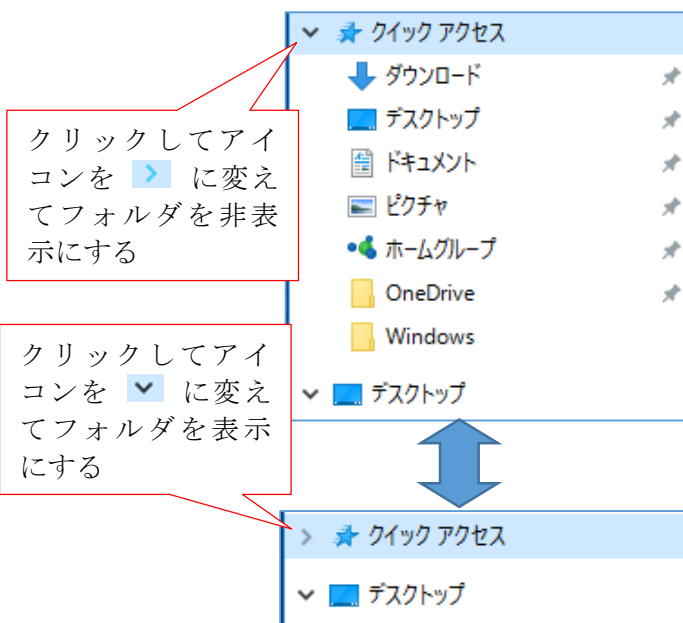 クイック アクセス
ダウンロード
デスクトップ
ドキュメント
ピクチャ
ホームグループ
OneDrive
Windows
デスクトップ
クリックしてアイ
コンを に変え
てフォルダを非表
示にする
クリックしてアイ
コンを に変え
てフォルダを表示
にする
クイック アクセス
デスクトップ